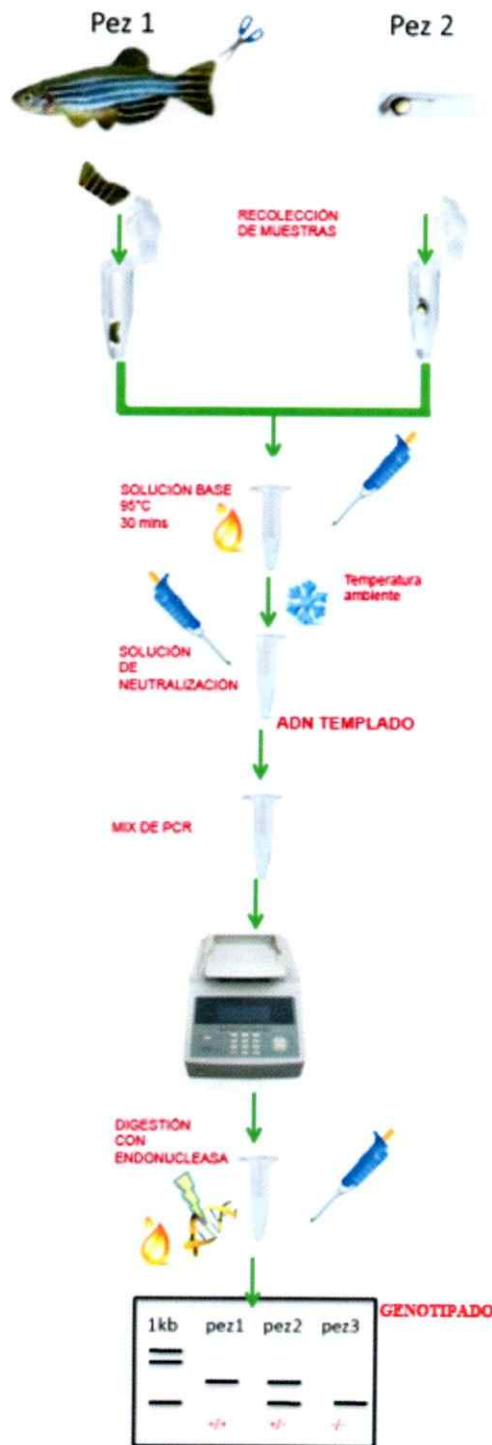 Pez 1
Pez 2
RECOLECCIÓN
DE MUESTRAS
SOLUCIÓN BASE
95°C
30 mins
Temperatura
ambiente
SOLUCIÓN
DE
NEUTRALIZACIÓN
ADN TEMPLADO
MIX DE PCR
DIGESTIÓN
CON
ENDONUCLEASA
GENOTIPADO
1kb pez1 pez2 pez3
+/+ +/- -/-